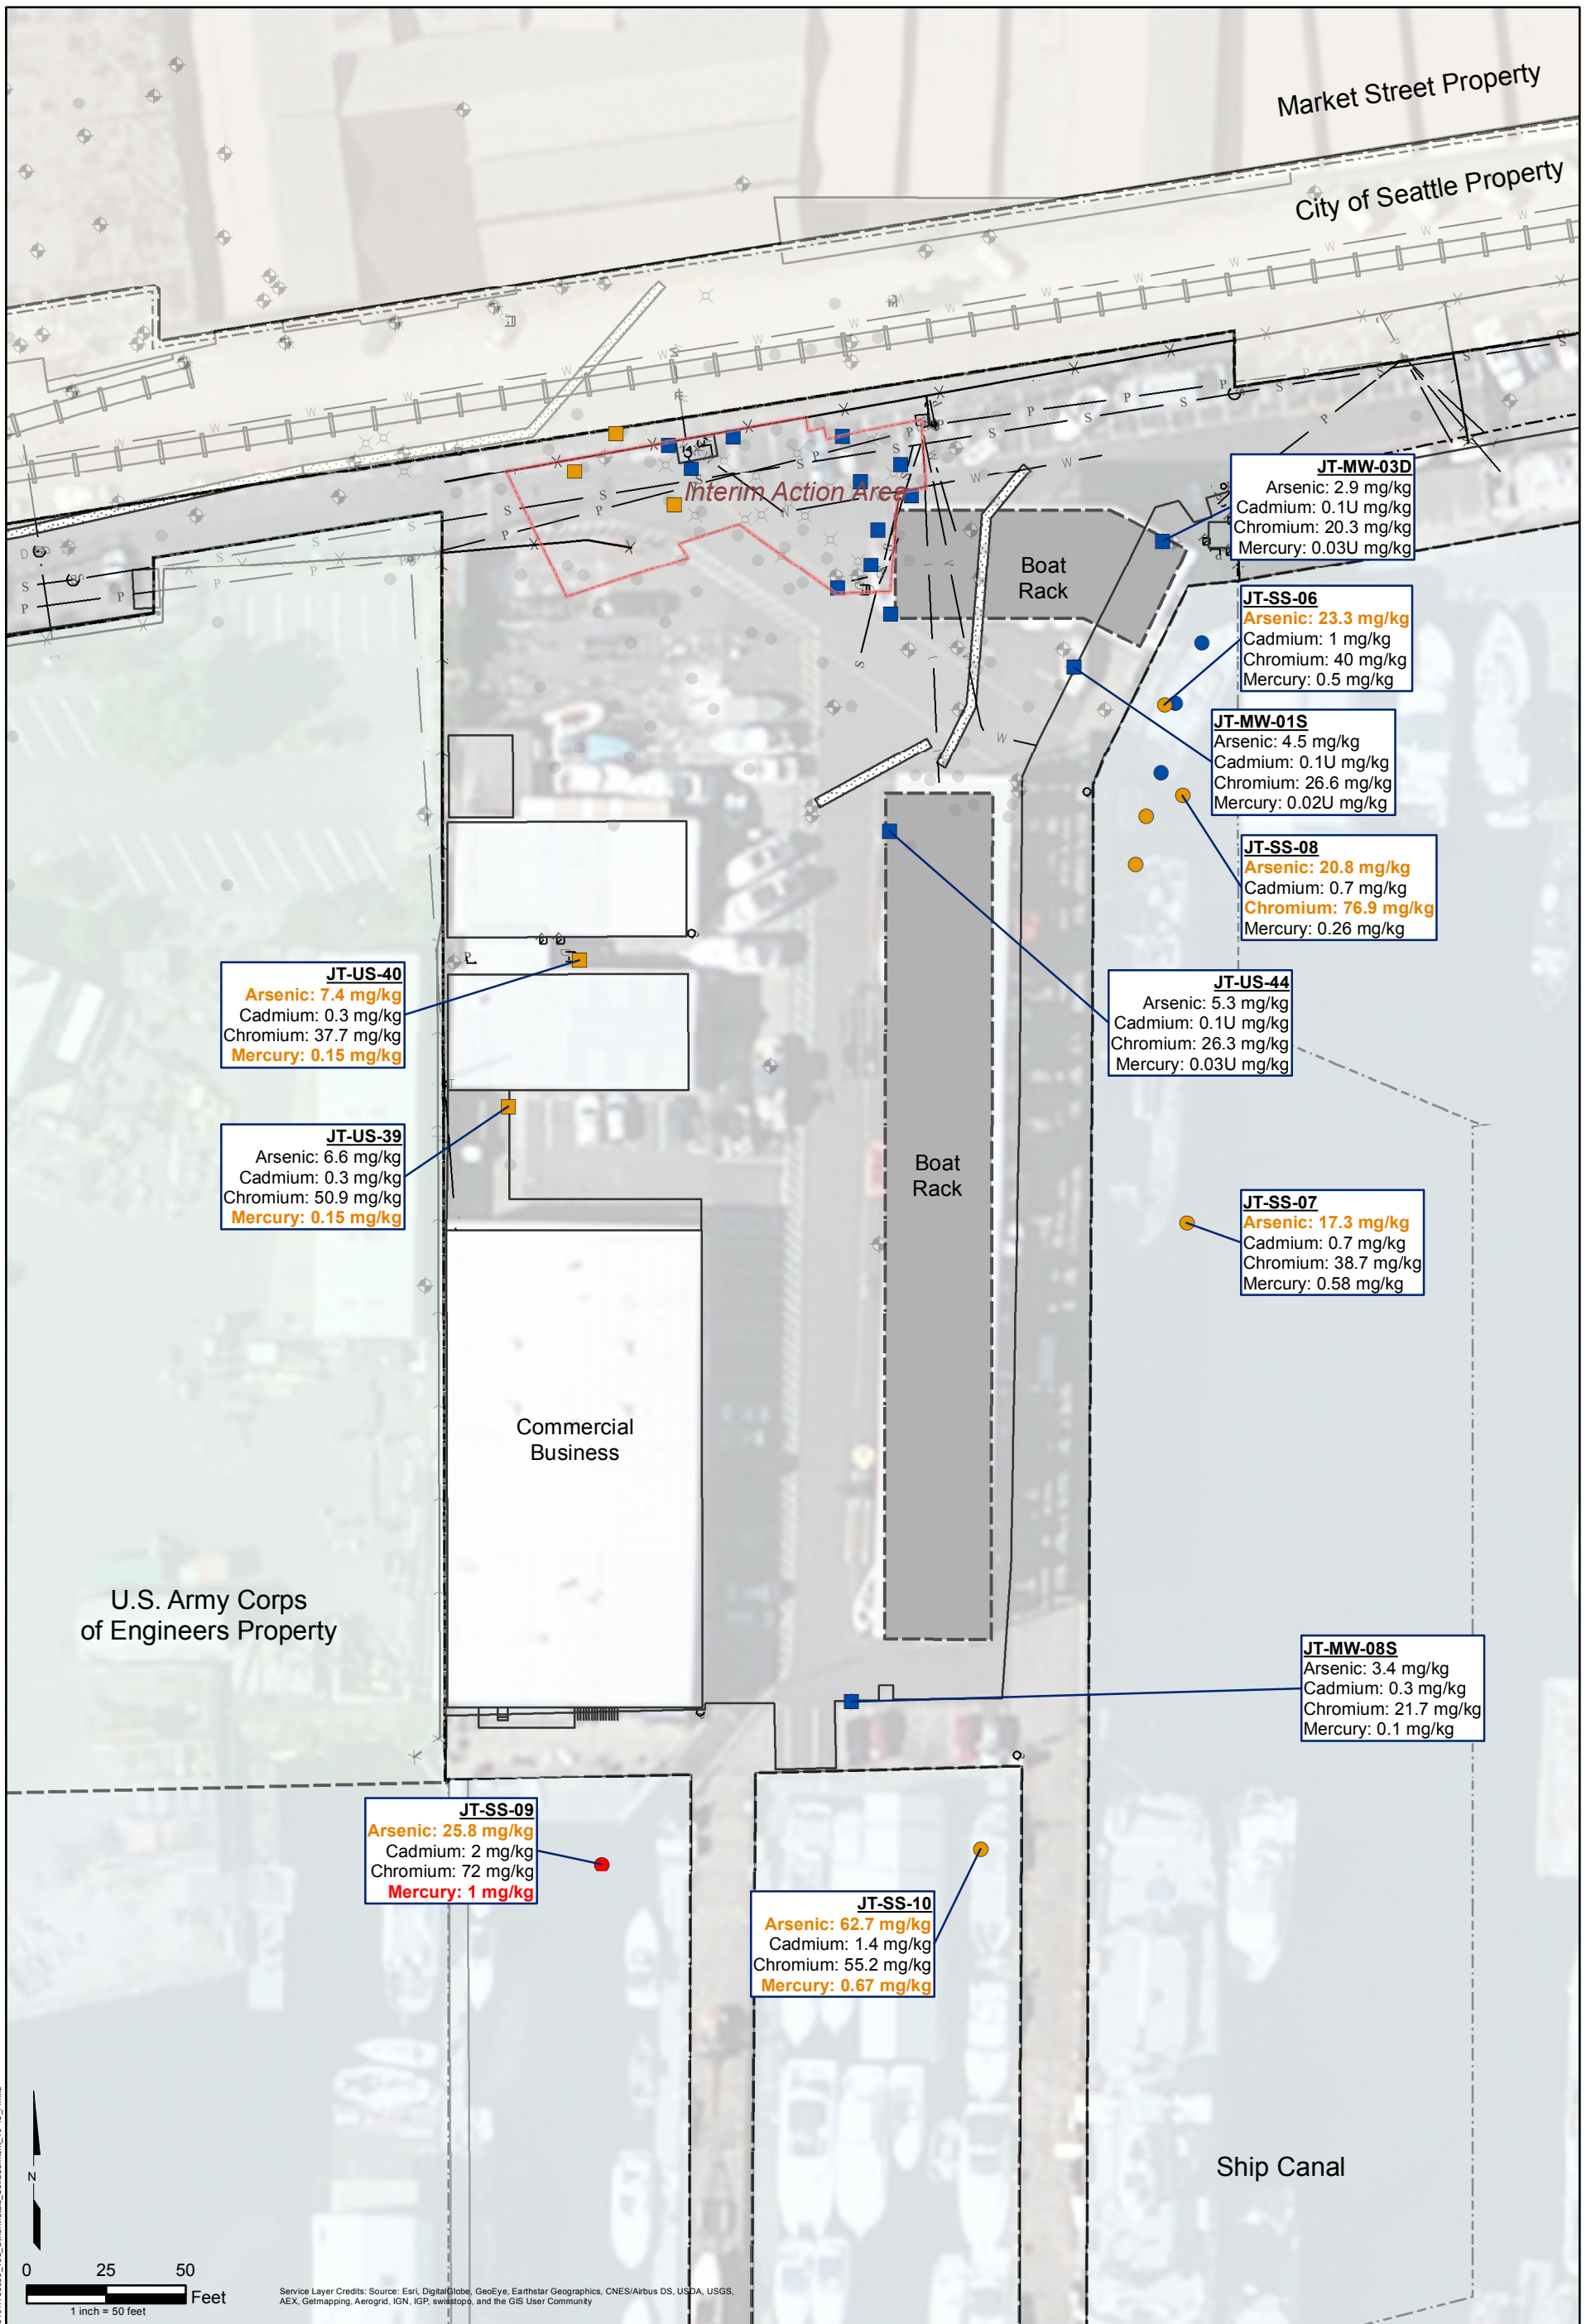 Market Street Property
City of Seattle Property
Interim Action Area
JT-MW-03D
Arsenic: 2.9 mg/kg
Cadmium: 0.1U mg/kg
Chromium: 20.3 mg/kg
Mercury: 0.03U mg/kg
Boat
Rack
JT-SS-06
Arsenic: 23.3 mg/kg
Cadmium: 1 mg/kg
Chromium: 40 mg/kg
Mercury: 0.5 mg/kg
JT-MW-01S
Arsenic: 4.5 mg/kg
Cadmium: 0.1U mg/kg
Chromium: 26.6 mg/kg
Mercury: 0.02U mg/kg
JT-SS-08
Arsenic: 20.8 mg/kg
Cadmium: 0.7 mg/kg
Chromium: 76.9 mg/kg
Mercury: 0.26 mg/kg
JT-US-40
Arsenic: 7.4 mg/kg
Cadmium: 0.3 mg/kg
Chromium: 37.7 mg/kg
Mercury: 0.15 mg/kg
JT-US-44
Arsenic: 5.3 mg/kg
Cadmium: 0.1U mg/kg
Chromium: 26.3 mg/kg
Mercury: 0.03U mg/kg
JT-US-39
Arsenic: 6.6 mg/kg
Cadmium: 0.3 mg/kg
Chromium: 50.9 mg/kg
Mercury: 0.15 mg/kg
Boat
Rack
JT-SS-07
Arsenic: 17.3 mg/kg
Cadmium: 0.7 mg/kg
Chromium: 38.7 mg/kg
Mercury: 0.58 mg/kg
Commercial
Business
U.S. Army Corps
of Engineers Property
JT-MW-08S
Arsenic: 3.4 mg/kg
Cadmium: 0.3 mg/kg
Chromium: 21.7 mg/kg
Mercury: 0.1 mg/kg
JT-SS-09
Arsenic: 25.8 mg/kg
Cadmium: 2 mg/kg
Chromium: 72 mg/kg
Mercury: 1 mg/kg
JT-SS-10
Arsenic: 62.7 mg/kg
Cadmium: 1.4 mg/kg
Chromium: 55.2 mg/kg
Mercury: 0.67 mg/kg
Ship Canal
N
0 25 50
Feet
1 inch = 50 feet
Service Layer Credits: Source: Esri, DigitalGlobe, GeoEye, Earthstar Geographics, CNES/Airbus DS, USDA, USGS,
AEX, Getmapping, Aerogrid, IGN, IGP, swisstopo, and the GIS User Community